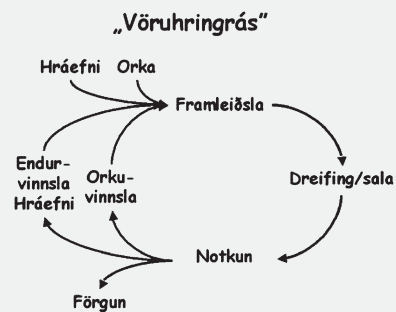 „Vöruhringrás”
Hráefni Orka
Framleiðsla
Endur-
vinnsla
Hráefni
Orku-
vinnsla
Dreifing/sala
Notkun
Förgun